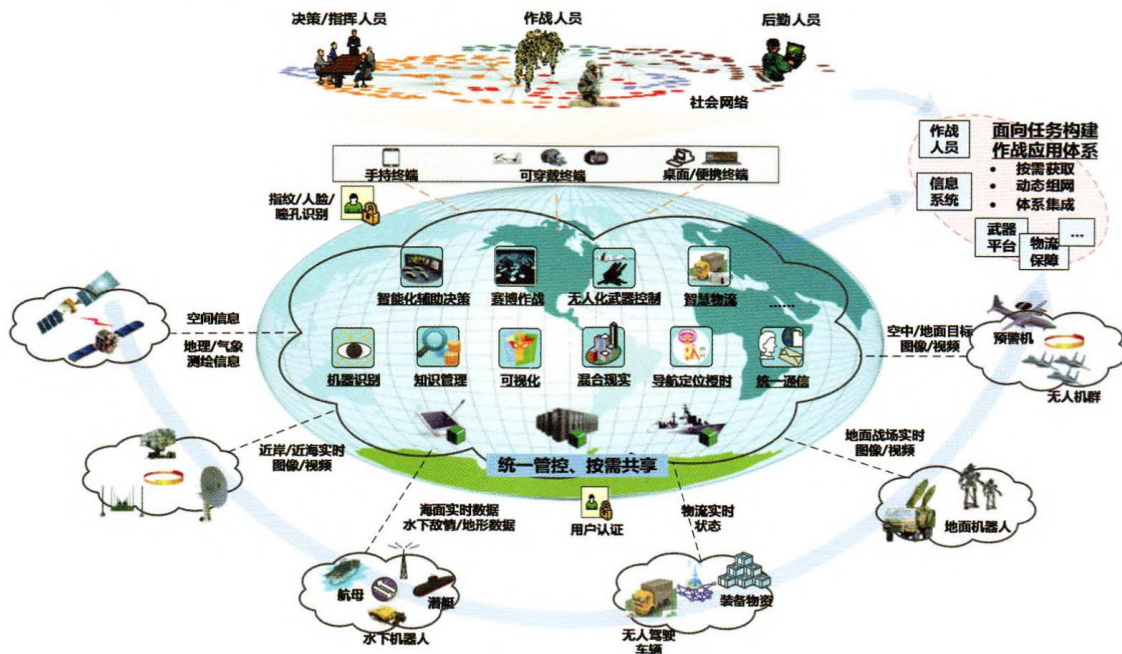 决策/指挥人员
作战人员
后勤人员
社会网络
手持终端
可穿戴终端
桌面/便携终端
指纹/人脸/
瞳孔识别
作战
人员
信息
系统
面向任务构建
作战应用体系
• 按需获取
• 动态组网
• 体系集成
武器
平台
物流
保障
...
智能化辅助决策
赛博作战
无人化武器控制
智慧物流
......
空间信息
地理/气象
测绘信息
机器识别
知识管理
可视化
混合现实
导航定位授时
统一通信
空中/地面目标
图像/视频
预警机
无人机群
近岸/近海实时
图像/视频
统一管控、按需共享
地面战场实时
图像/视频
地面机器人
海面实时数据
水下敌情/地形数据
用户认证
物流实时
状态
航母
潜艇
水下机器人
无人驾驶
车辆
装备物资